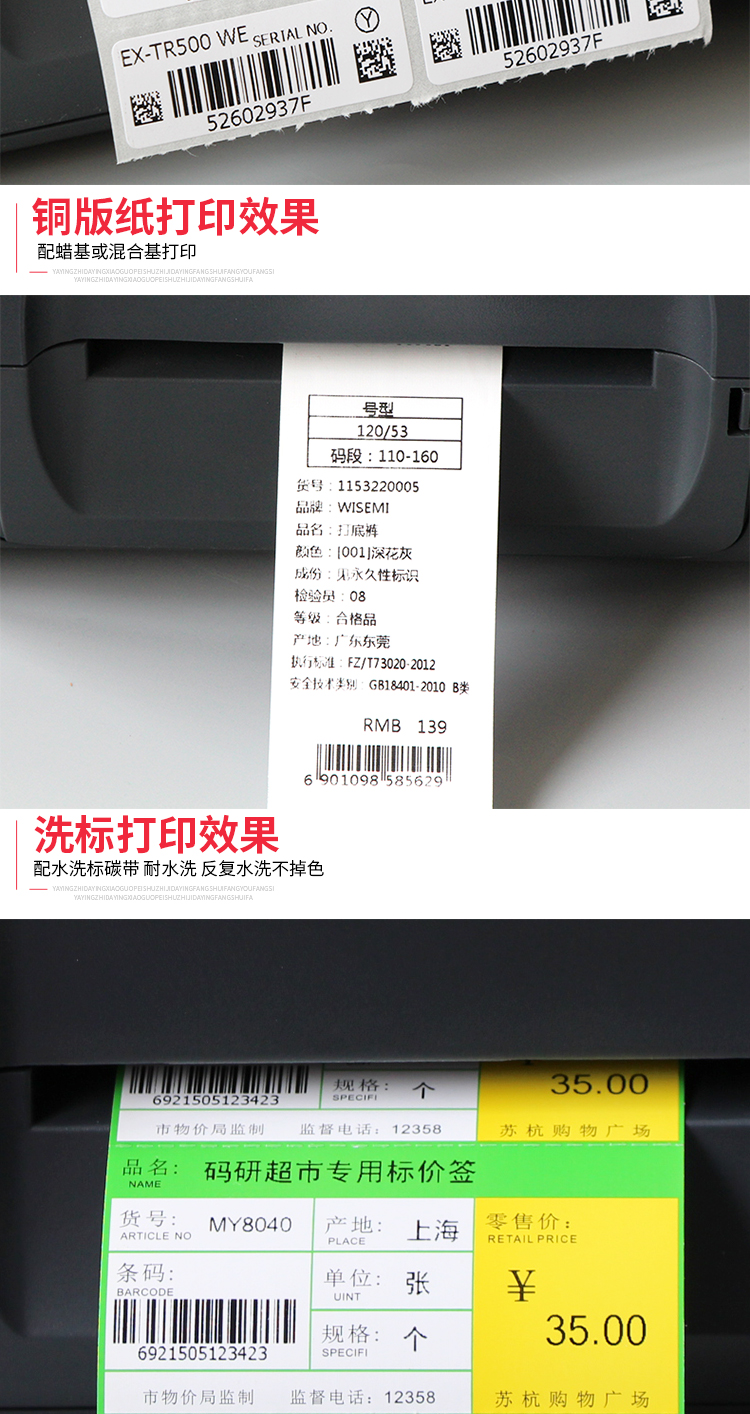 EX-TR500 WE SERIAL NO. Y
52602937F
52602937F
铜版纸打印效果
配蜡基或混合基打印
YAYINGZHIDAYINGXIAOGUOPEISHUZHIJIDAYINGFANGSHUIFANGYOUFANGSI
YAYINGZHIDAYINGXIAOGUOPEISHUZHIJIDAYINGFANGSHUIFA
号型
120/53
码段：110-160
货号：1153220005
品牌：WISEMI
品名：打底裤
颜色：[001]深花灰
成份：见永久性标识
检验员：08
等级：合格品
产地：广东东莞
执行标准：FZ/T73020-2012
安全技术类别：GB18401-2010 B类
RMB 139
6 901098 585629
洗标打印效果
配水洗标碳带 耐水洗 反复水洗不掉色
YAYINGZHIDAYINGXIAOGUOPEISHUZHIJIDAYINGFANGSHUIFANGYOUFANGSI
YAYINGZHIDAYINGXIAOGUOPEISHUZHIJIDAYINGFANGSHUIFA
6921505123423
规格： 个
SPECIFI
35.00
市物价局监制 监督电话：12358
苏杭购物广场
品名： 码研超市专用标价签
NAME
货号： MY8040
ARTICLE NO
产地： 上海
PLACE
零售价：
RETAIL PRICE
条码：
BARCODE
单位： 张
UINT
¥
35.00
规格： 个
SPECIFI
6921505123423
市物价局监制 监督电话：12358
苏杭购物广场